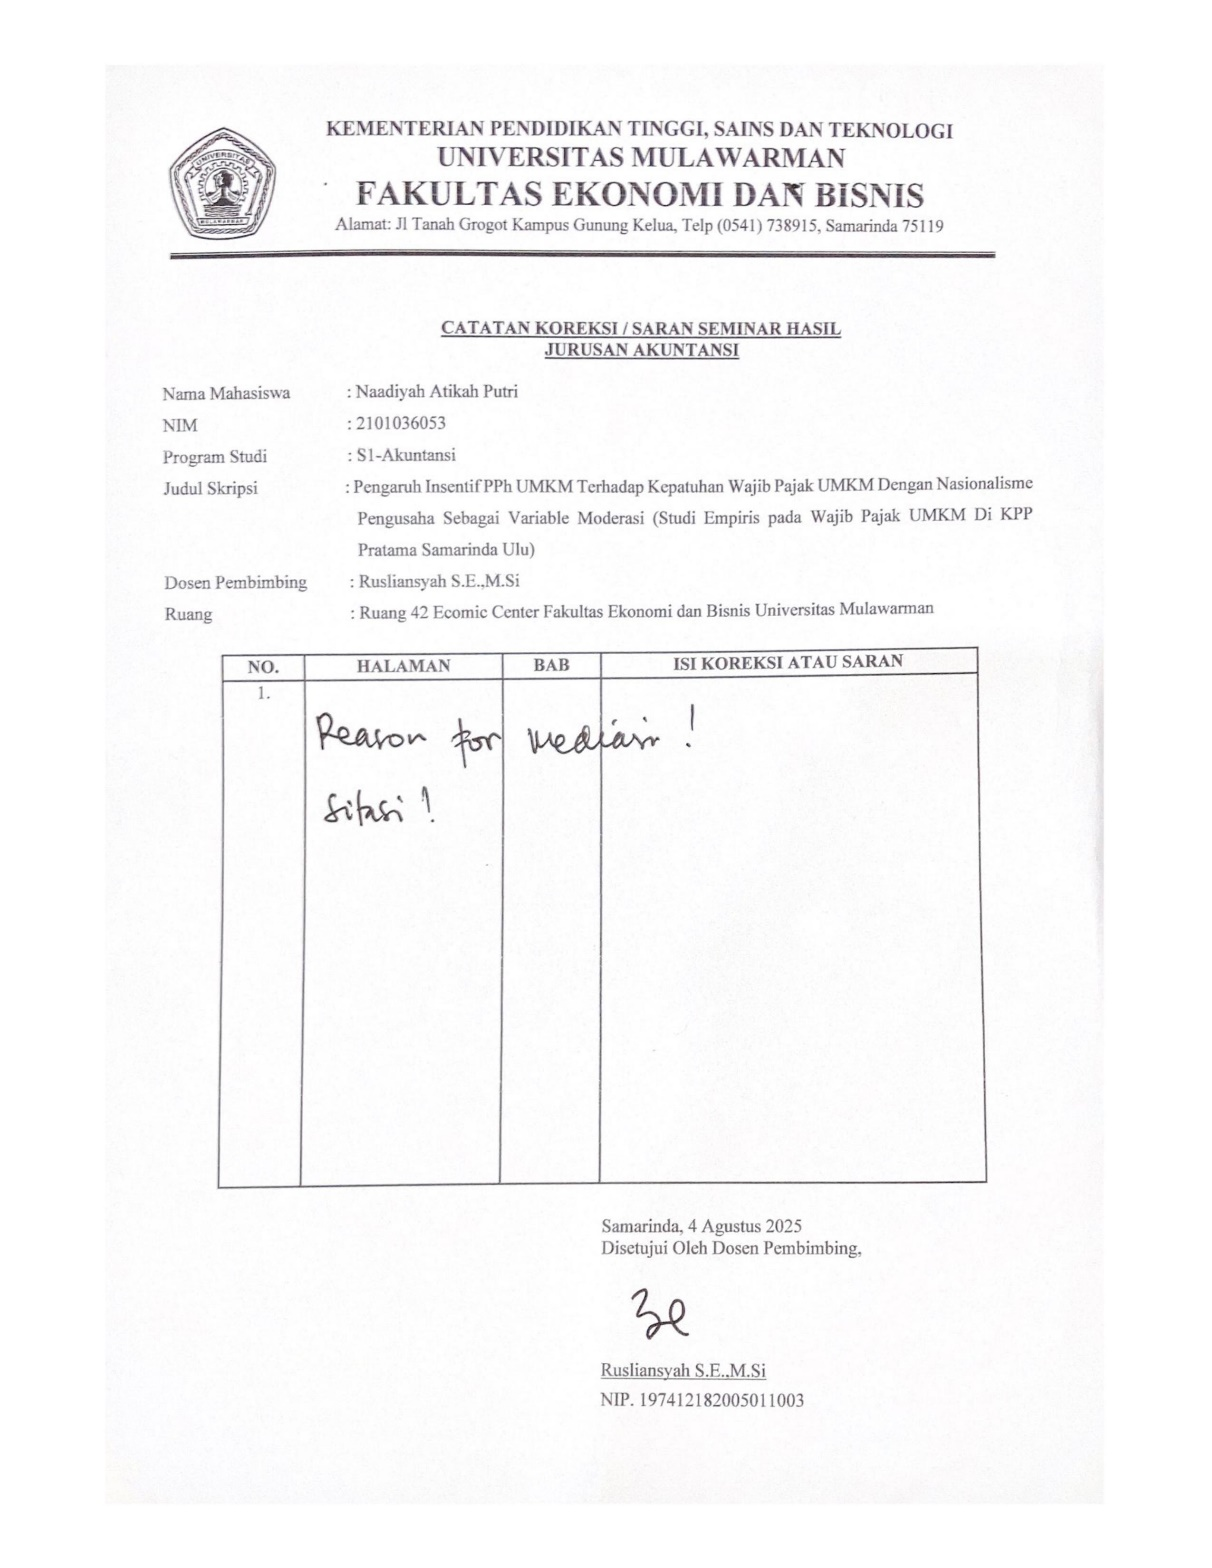 KEMENTERIAN PENDIDIKAN TINGGI, SAINS DAN TEKNOLOGI
UNIVERSITAS MULAWARMAN
FAKULTAS EKONOMI DAN BISNIS
Alamat: Jl Tanah Grogot Kampus Gunung Kelua, Telp (0541) 738915, Samarinda 75119
UNIVERSITAS
MULAWARMAN
CATATAN KOREKSI / SARAN SEMINAR HASIL
JURUSAN AKUNTANSI
Nama Mahasiswa : Naadiyah Atikah Putri
NIM : 2101036053
Program Studi : S1-Akuntansi
Judul Skripsi : Pengaruh Insentif PPh UMKM Terhadap Kepatuhan Wajib Pajak UMKM Dengan Nasionalisme
Pengusaha Sebagai Variable Moderasi (Studi Empiris pada Wajib Pajak UMKM Di KPP
Pratama Samarinda Ulu)
Dosen Pembimbing : Rusliansyah S.E.,M.Si
Ruang : Ruang 42 Ecomic Center Fakultas Ekonomi dan Bisnis Universitas Mulawarman
NO. HALAMAN BAB ISI KOREKSI ATAU SARAN
1.
Reason for mediasi !
Sitasi !
Samarinda, 4 Agustus 2025
Disetujui Oleh Dosen Pembimbing,
Rusliansyah S.E.,M.Si
NIP. 197412182005011003